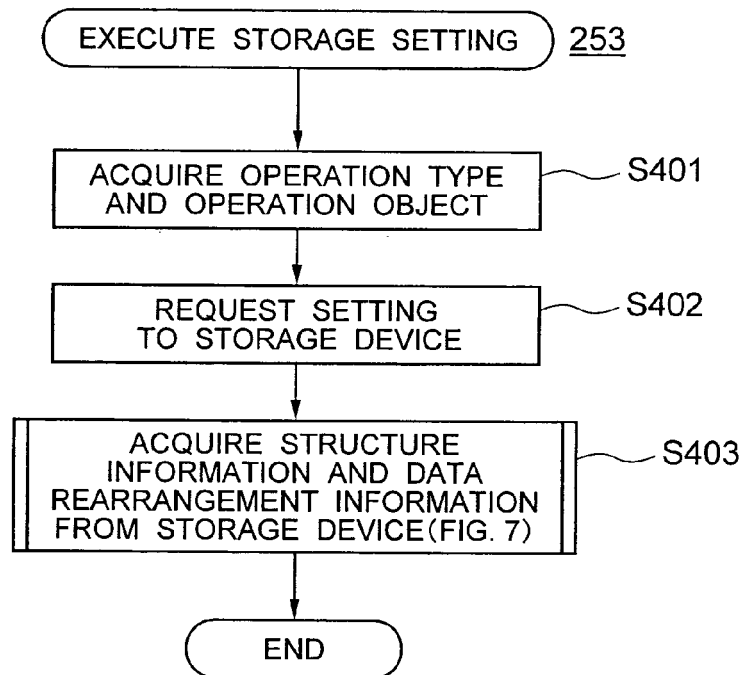 EXECUTE STORAGE SETTING 253
ACQUIRE OPERATION TYPE
AND OPERATION OBJECT
S401
REQUEST SETTING
TO STORAGE DEVICE
S402
ACQUIRE STRUCTURE
INFORMATION AND DATA
REARRANGEMENT INFORMATION
FROM STORAGE DEVICE(FIG. 7)
S403
END